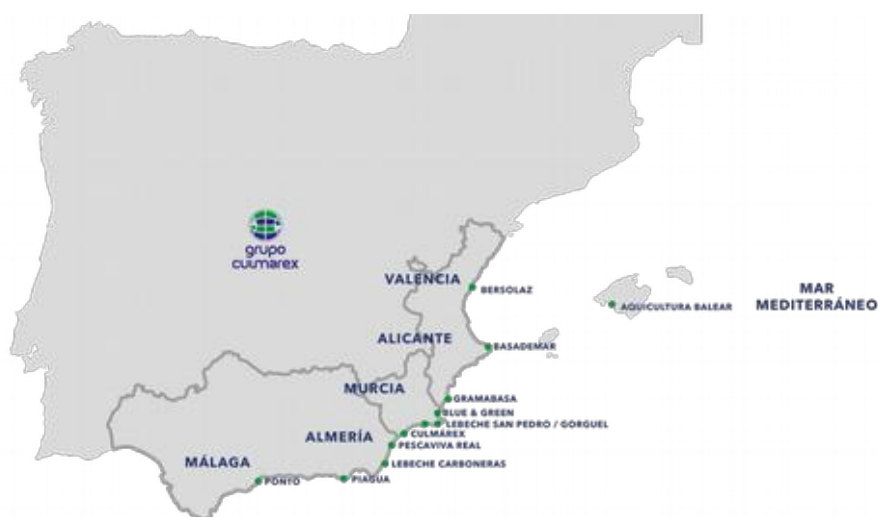 grupo
culmarex
VALENCIA
BERSOLAZ
MAR
MEDITERRÁNEO
AQUICULTURA BALEAR
ALICANTE
BASADEMAR
MURCIA
GRAMABASA
BLUE & GREEN
LEBECHE SAN PEDRO / GORGUEL
CULMÁREX
ALMERÍA
PESCAVIVA REAL
LEBECHE CARBONERAS
MÁLAGA
PONTO
PIAGUA